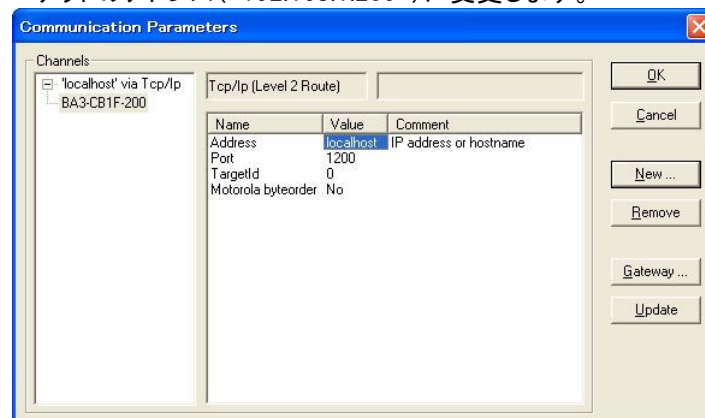 Communication Parameters
Channels
'localhost' via Tcp/Ip
BA3-CB1F-200
Tcp/Ip (Level 2 Route)
Name Value Comment
Address localhost IP address or hostname
Port 1200
TargetId 0
Motorola byteorder No
OK
Cancel
New ...
Remove
Gateway ...
Update